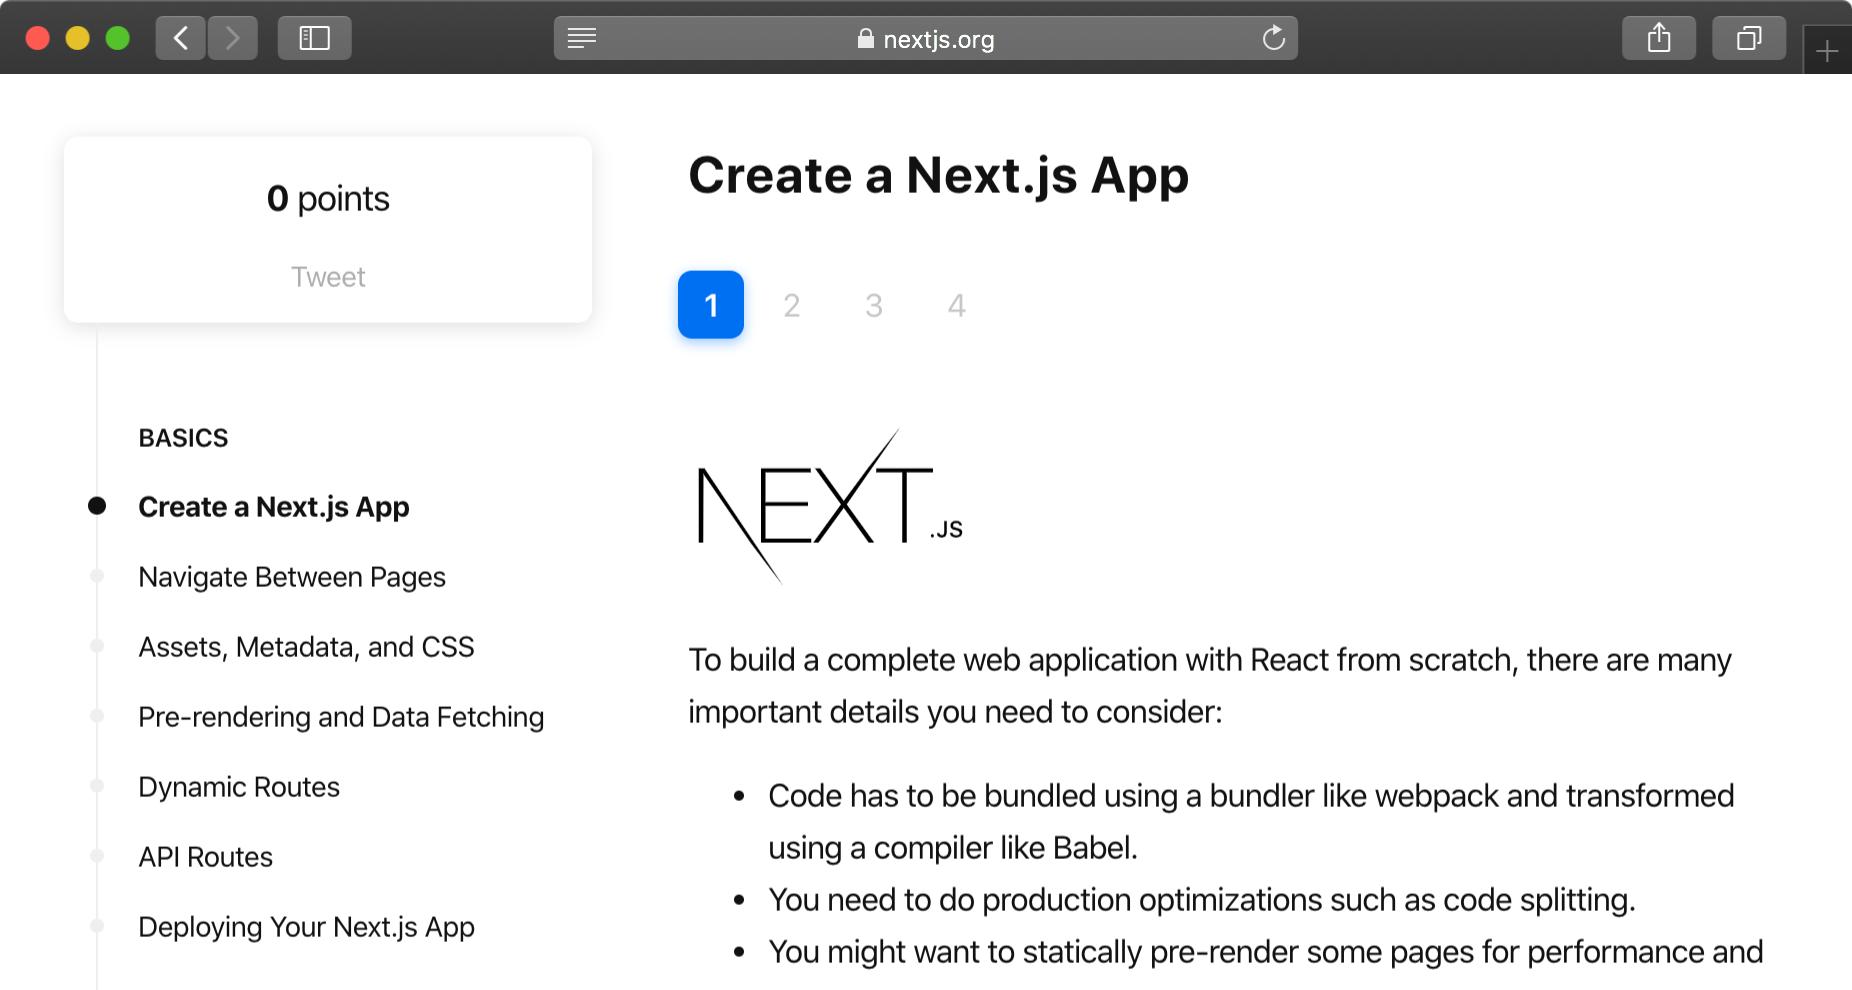 nextjs.org
0 points
Tweet
BASICS
Create a Next.js App
Navigate Between Pages
Assets, Metadata, and CSS
Pre-rendering and Data Fetching
Dynamic Routes
API Routes
Deploying Your Next.js App
Create a Next.js App
1 2 3 4
NEXT.JS
To build a complete web application with React from scratch, there are many
important details you need to consider:
• Code has to be bundled using a bundler like webpack and transformed
using a compiler like Babel.
• You need to do production optimizations such as code splitting.
• You might want to statically pre-render some pages for performance and